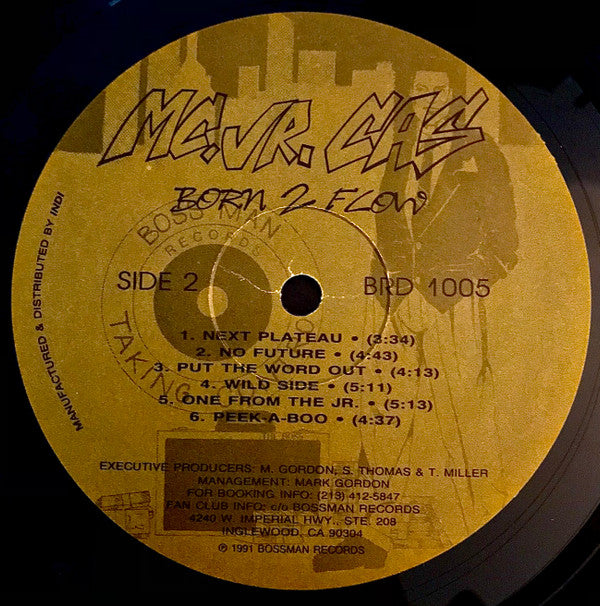 MC. JR. CAS
BORN 2 FLOW
BOSS MAN
RECORDS
TAKING
SIDE 2
BRD 1005
1. NEXT PLATEAU • (3:34)
2. NO FUTURE • (4:43)
3. PUT THE WORD OUT • (4:13)
4. WILD SIDE • (5:11)
5. ONE FROM THE JR. • (5:13)
6. PEEK-A-BOO • (4:37)
EXECUTIVE PRODUCERS: M. GORDON, S. THOMAS & T. MILLER
MANAGEMENT: MARK GORDON
FOR BOOKING INFO: (213) 412-5847
FAN CLUB INFO: c/o BOSSMAN RECORDS
4240 W. IMPERIAL HWY., STE. 208
INGLEWOOD, CA 90304
℗ 1991 BOSSMAN RECORDS
MANUFACTURED & DISTRIBUTED BY INDI